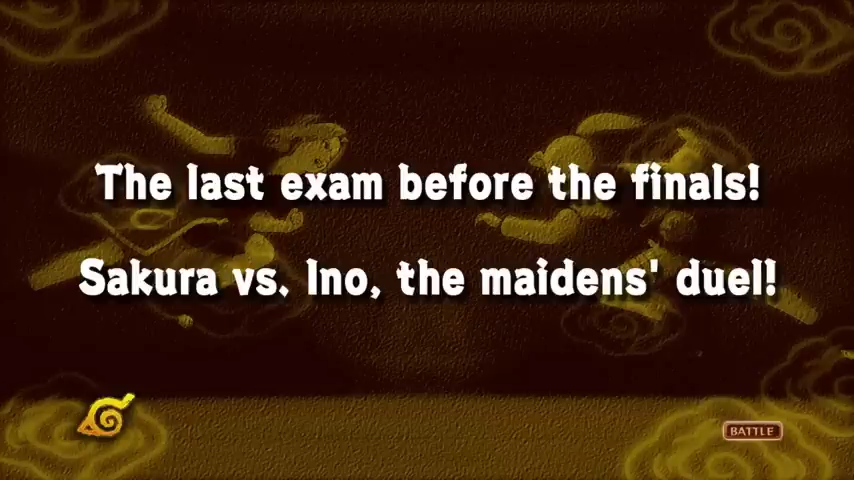 The last exam before the finals!
Sakura vs. Ino, the maidens' duel!
BATTLE